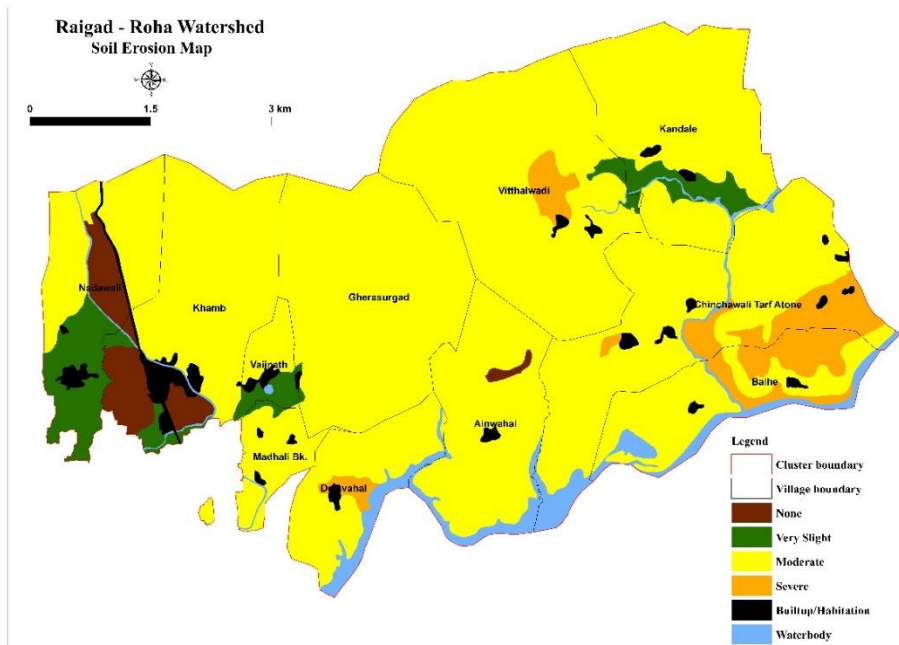 Raigad - Roha Watershed
Soil Erosion Map
0 1.5 3 km
Kandale
Vitthalwadi
Nadawali
Khamb
Gherasurgad
Chinchawali Tarf Atone
Vaijnath
Balhe
Ainwahal
Madhali Bk.
Legend
Cluster boundary
Village boundary
None
Very Slight
Moderate
Severe
Builtup/Habitation
Waterbody